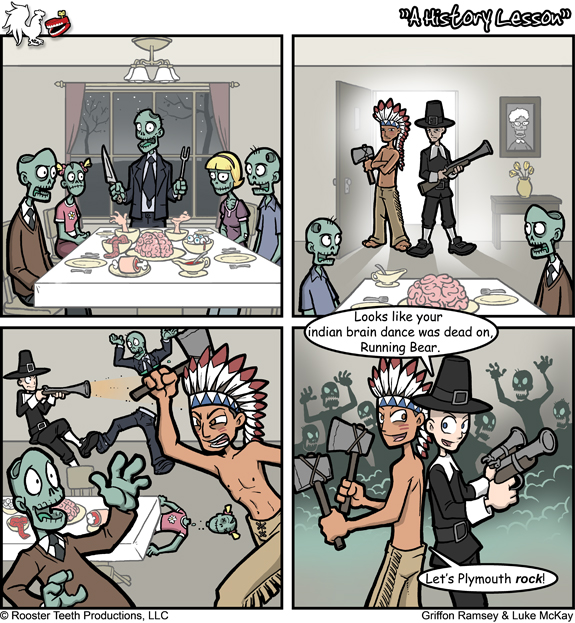 "A History Lesson"
Looks like your
indian brain dance was dead on,
Running Bear.
Let's Plymouth rock!
© Rooster Teeth Productions, LLC
Griffon Ramsey & Luke McKay